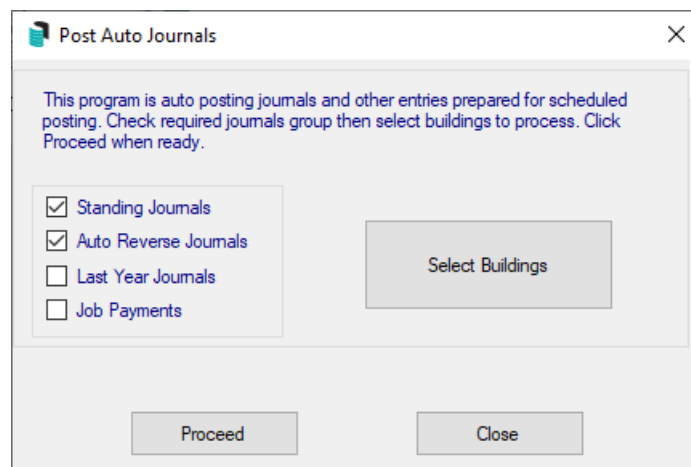 Post Auto Journals
This program is auto posting journals and other entries prepared for scheduled
posting. Check required journals group then select buildings to process. Click
Proceed when ready.
Standing Journals
Auto Reverse Journals
Last Year Journals
Job Payments
Select Buildings
Proceed
Close